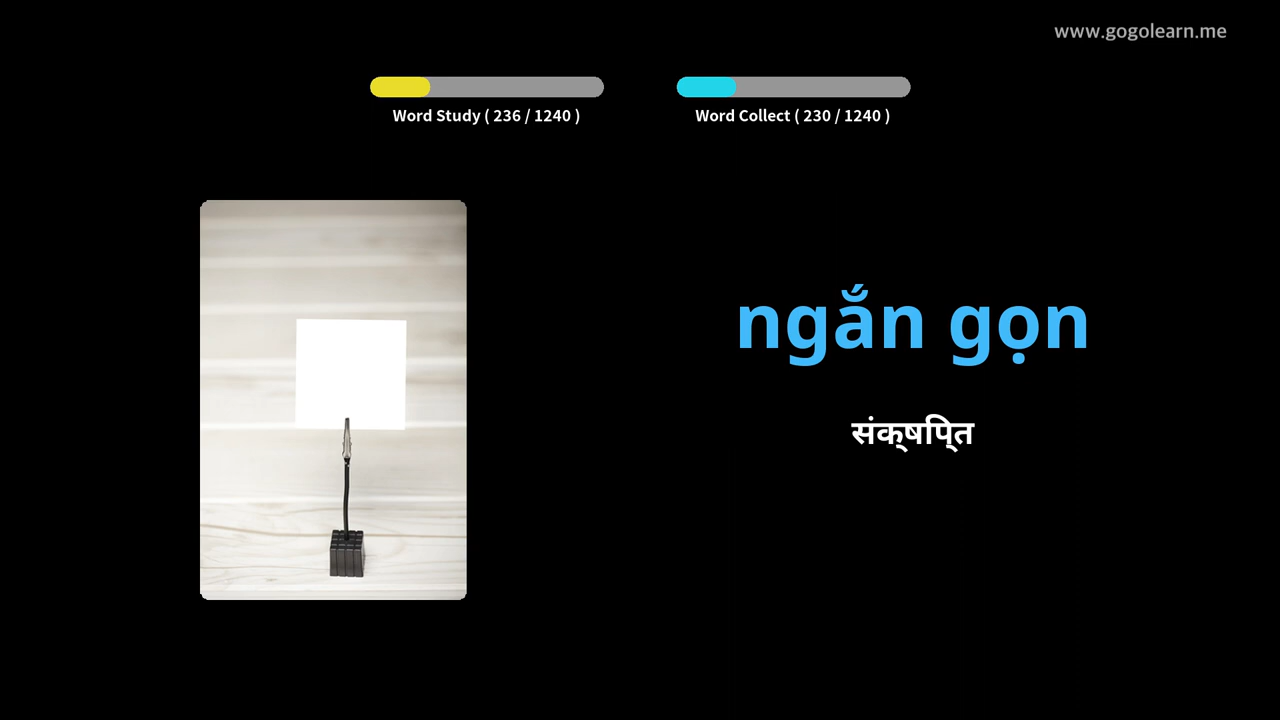 www.gogolearn.me
Word Study ( 236 / 1240 )
Word Collect ( 230 / 1240 )
ngắn gọn
संक्षिप्त